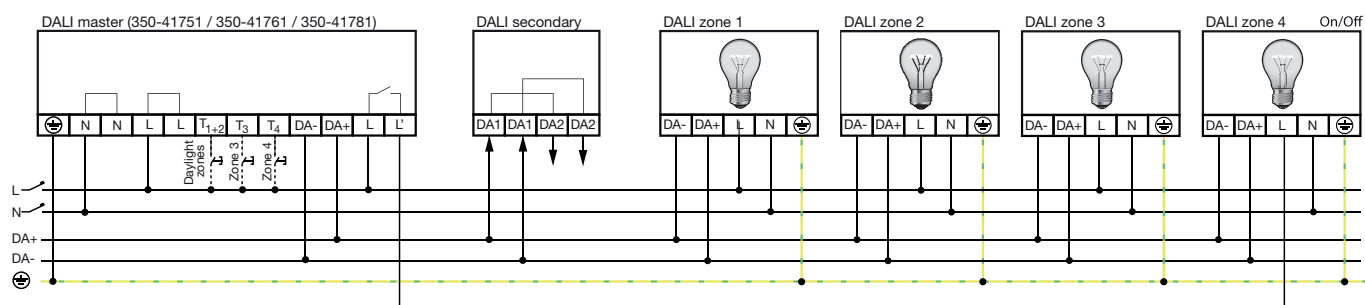 DALI master (350-41751 / 350-41761 / 350-41781) DALI secondary DALI zone 1 DALI zone 2 DALI zone 3 DALI zone 4 On/Off
N N L L T1+2 T3 T4 DA- DA+ L L' DA1 DA1 DA2 DA2 DA- DA+ L N DA- DA+ L N DA- DA+ L N DA- DA+ L N
Daylight
zones
Zone 3
Zone 4
L
N
DA+
DA-